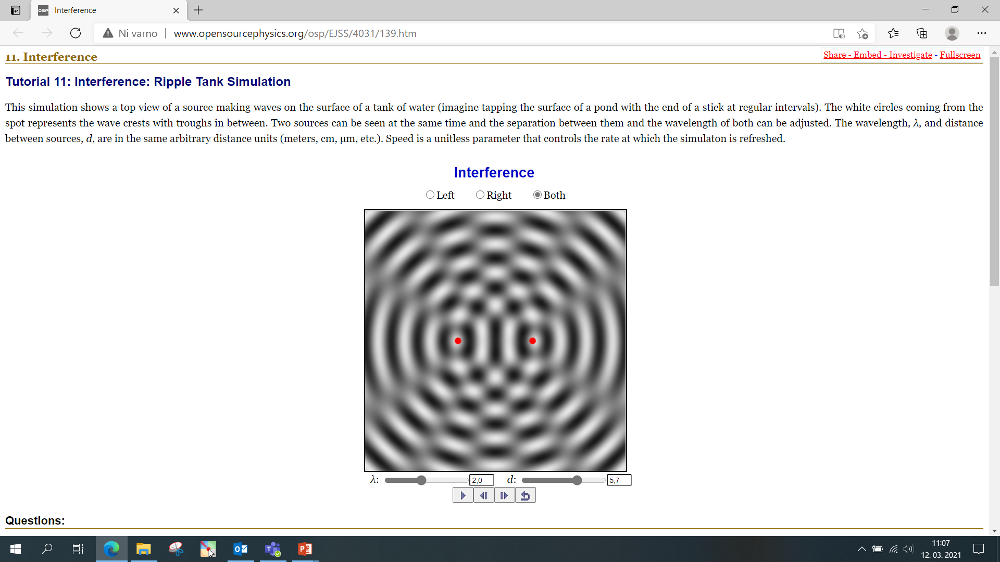 OSP Interference
Ni varno www.opensourcephysics.org/osp/EJSS/4031/139.htm
11. Interference
Share - Embed - Investigate - Fullscreen
Tutorial 11: Interference: Ripple Tank Simulation
This simulation shows a top view of a source making waves on the surface of a tank of water (imagine tapping the surface of a pond with the end of a stick at regular intervals). The white circles coming from the
spot represents the wave crests with troughs in between. Two sources can be seen at the same time and the separation between them and the wavelength of both can be adjusted. The wavelength, λ, and distance
between sources, d, are in the same arbitrary distance units (meters, cm, μm, etc.). Speed is a unitless parameter that controls the rate at which the simulaton is refreshed.
Interference
Left Right Both
λ: 2,0 d: 5,7
Questions:
11:07
12. 03. 2021